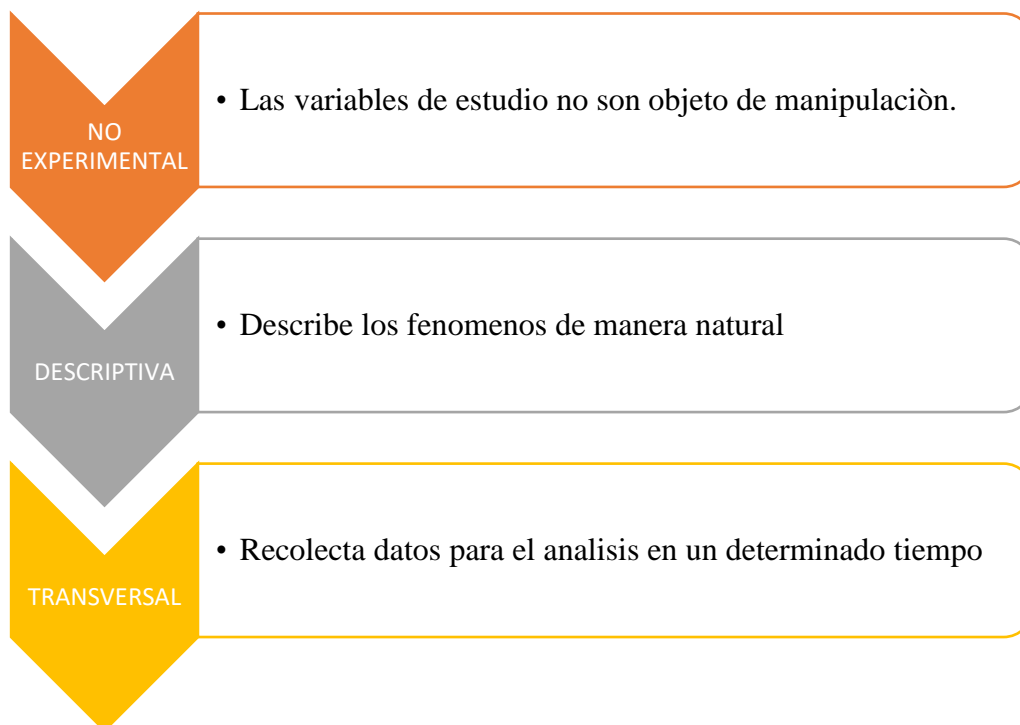 NO
EXPERIMENTAL
• Las variables de estudio no son objeto de manipulaciòn.
DESCRIPTIVA
• Describe los fenomenos de manera natural
TRANSVERSAL
• Recolecta datos para el analisis en un determinado tiempo